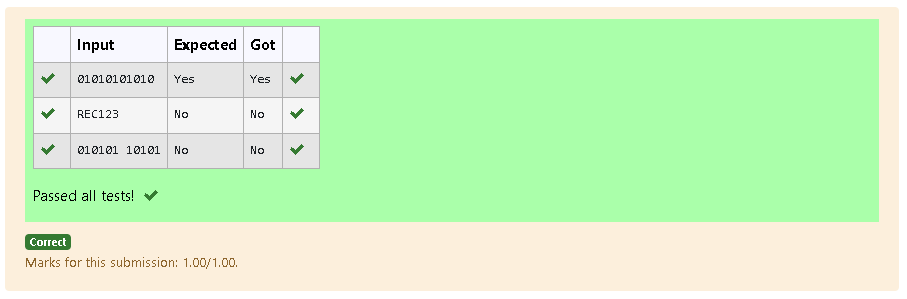 Input Expected Got
01010101010 Yes Yes
REC123 No No
010101 10101 No No
Passed all tests!
Correct
Marks for this submission: 1.00/1.00.